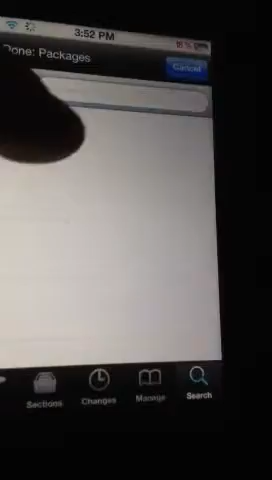 3:52 PM
Done: Packages
Cancel
Sections
Changes
Manage
Search